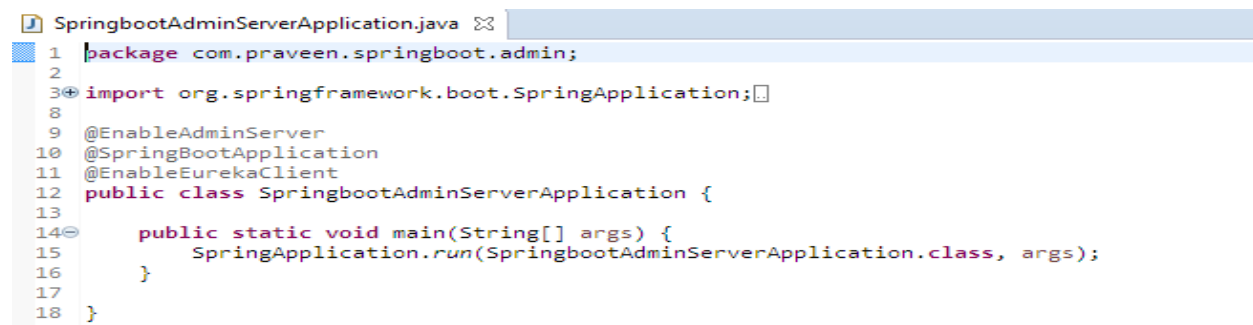 SpringbootAdminServerApplication.java
1 package com.praveen.springboot.admin;
2
3 import org.springframework.boot.SpringApplication;
8
9 @EnableAdminServer
10 @SpringBootApplication
11 @EnableEurekaClient
12 public class SpringbootAdminServerApplication {
13
14 public static void main(String[] args) {
15 SpringApplication.run(SpringbootAdminServerApplication.class, args);
16 }
17
18 }